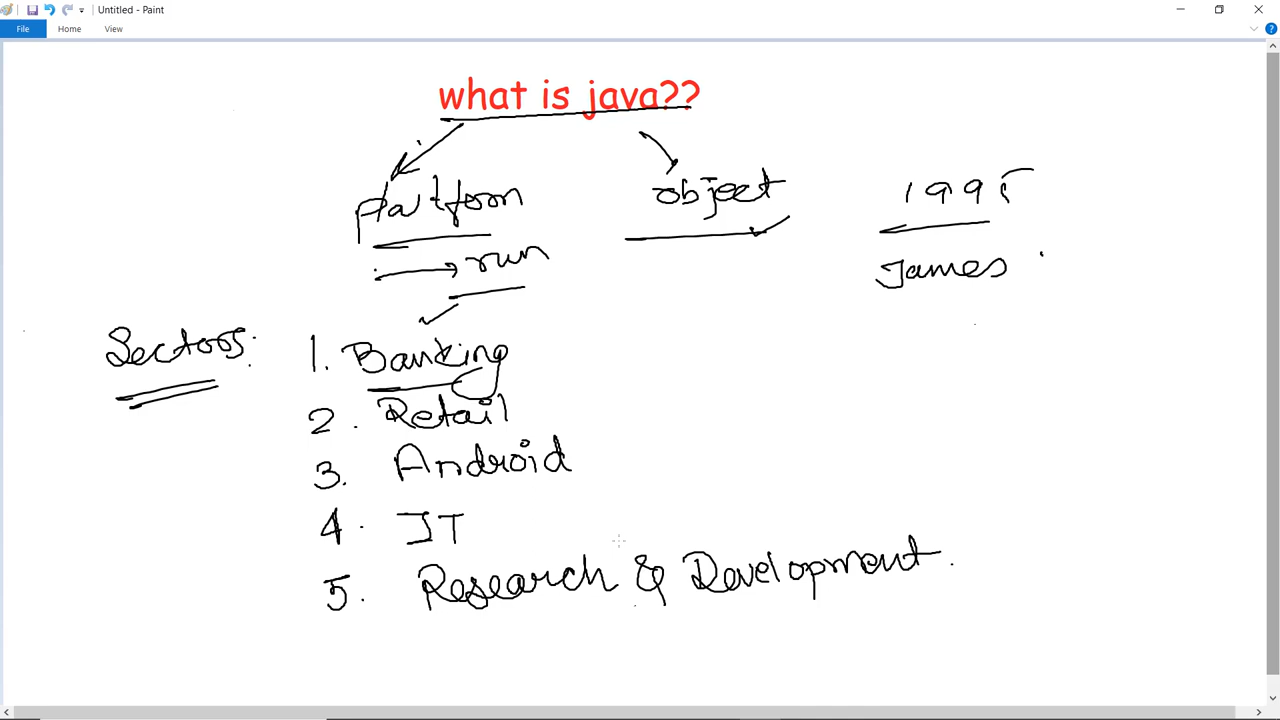 Untitled - Paint
File Home View
what is java??
platform object 1995
run James
Sectors: 1. Banking
2. Retail
3. Android
4. IT
5. Research & Development.